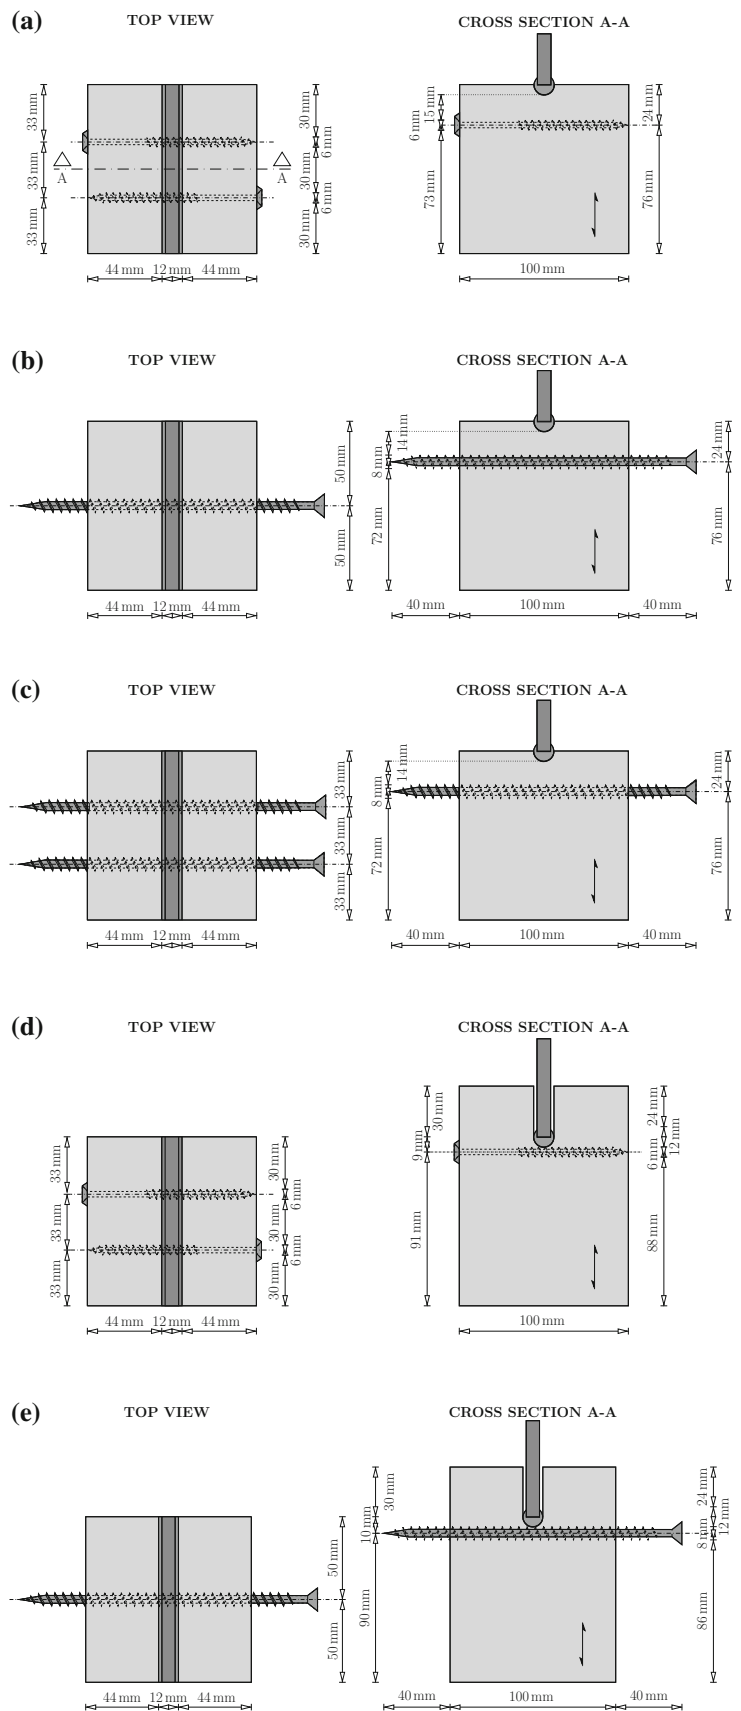 (a)
TOP VIEW
CROSS SECTION A-A
33 mm
33 mm
33 mm
A
A
30 mm
6 mm
30 mm
6 mm
30 mm
44 mm 12 mm 44 mm
15 mm
6 mm
73 mm
24 mm
76 mm
100 mm
(b)
TOP VIEW
CROSS SECTION A-A
50 mm
50 mm
44 mm 12 mm 44 mm
14 mm
8 mm
72 mm
24 mm
76 mm
40 mm 100 mm 40 mm
(c)
TOP VIEW
CROSS SECTION A-A
33 mm
33 mm
33 mm
44 mm 12 mm 44 mm
14 mm
8 mm
72 mm
24 mm
76 mm
40 mm 100 mm 40 mm
(d)
TOP VIEW
CROSS SECTION A-A
33 mm
33 mm
33 mm
30 mm
6 mm
30 mm
6 mm
30 mm
44 mm 12 mm 44 mm
30 mm
9 mm
91 mm
24 mm
12 mm
6 mm
88 mm
100 mm
(e)
TOP VIEW
CROSS SECTION A-A
50 mm
50 mm
44 mm 12 mm 44 mm
30 mm
10 mm
90 mm
24 mm
12 mm
8 mm
86 mm
40 mm 100 mm 40 mm